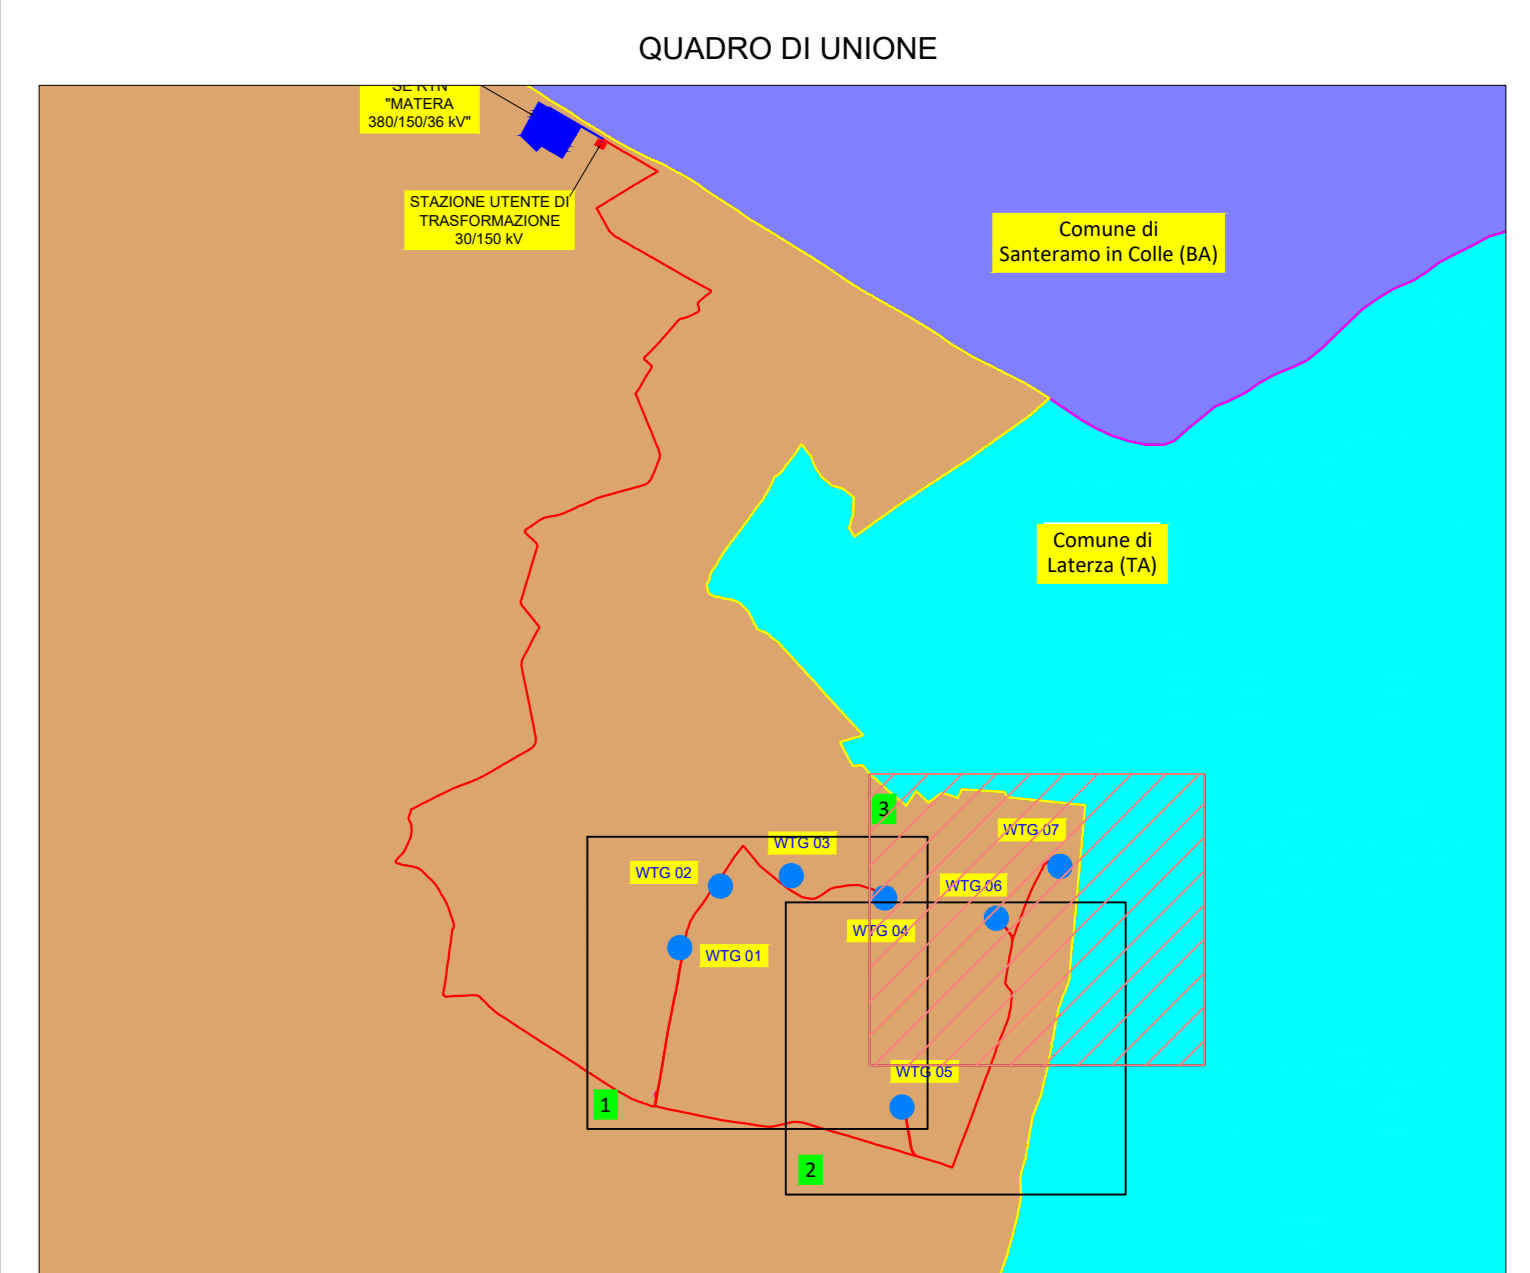 QUADRO DI UNIONE
SE RTN
"MATERA
380/150/36 kV"
STAZIONE UTENTE DI
TRASFORMAZIONE
30/150 kV
Comune di
Santeramo in Colle (BA)
Comune di
Laterza (TA)
3
WTG 07
WTG 03
WTG 02
WTG 06
WTG 04
WTG 01
WTG 05
1
2